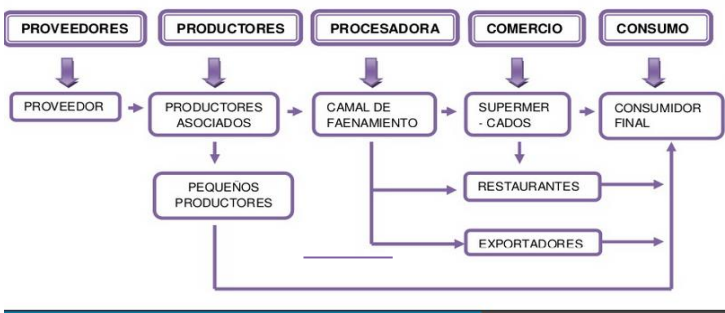 PROVEEDORES
PRODUCTORES
PROCESADORA
COMERCIO
CONSUMO
PROVEEDOR
PRODUCTORES
ASOCIADOS
CAMAL DE
FAENAMIENTO
SUPERMER
- CADOS
CONSUMIDOR
FINAL
PEQUEÑOS
PRODUCTORES
RESTAURANTES
EXPORTADORES